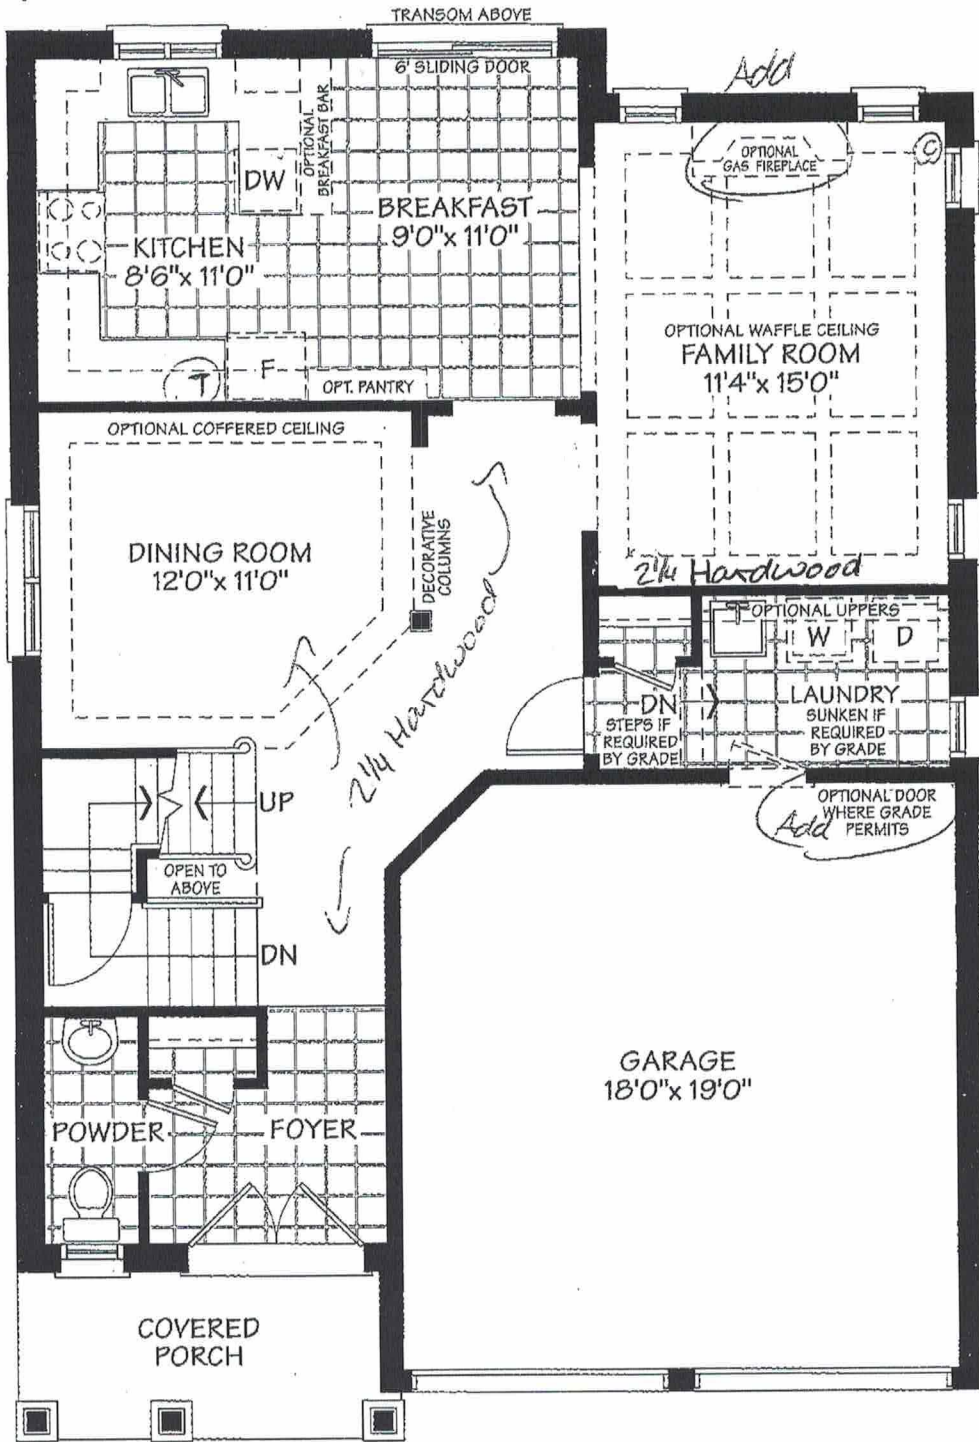 TRANSOM ABOVE
6' SLIDING DOOR
Add
OPTIONAL
GAS FIREPLACE
C
OPTIONAL
BREAKFAST BAR
DW
BREAKFAST
9'0"x 11'0"
KITCHEN
8'6"x 11'0"
OPTIONAL WAFFLE CEILING
FAMILY ROOM
11'4"x 15'0"
T
F
OPT. PANTRY
OPTIONAL COFFERED CEILING
DINING ROOM
12'0"x 11'0"
DECORATIVE
COLUMNS
2¼ Hardwood
2¼ Hardwood
OPTIONAL UPPERS
W
D
DN
STEPS IF
REQUIRED
BY GRADE
LAUNDRY
SUNKEN IF
REQUIRED
BY GRADE
UP
OPTIONAL DOOR
WHERE GRADE
PERMITS
Add
OPEN TO
ABOVE
DN
GARAGE
18'0"x 19'0"
POWDER
FOYER
COVERED
PORCH